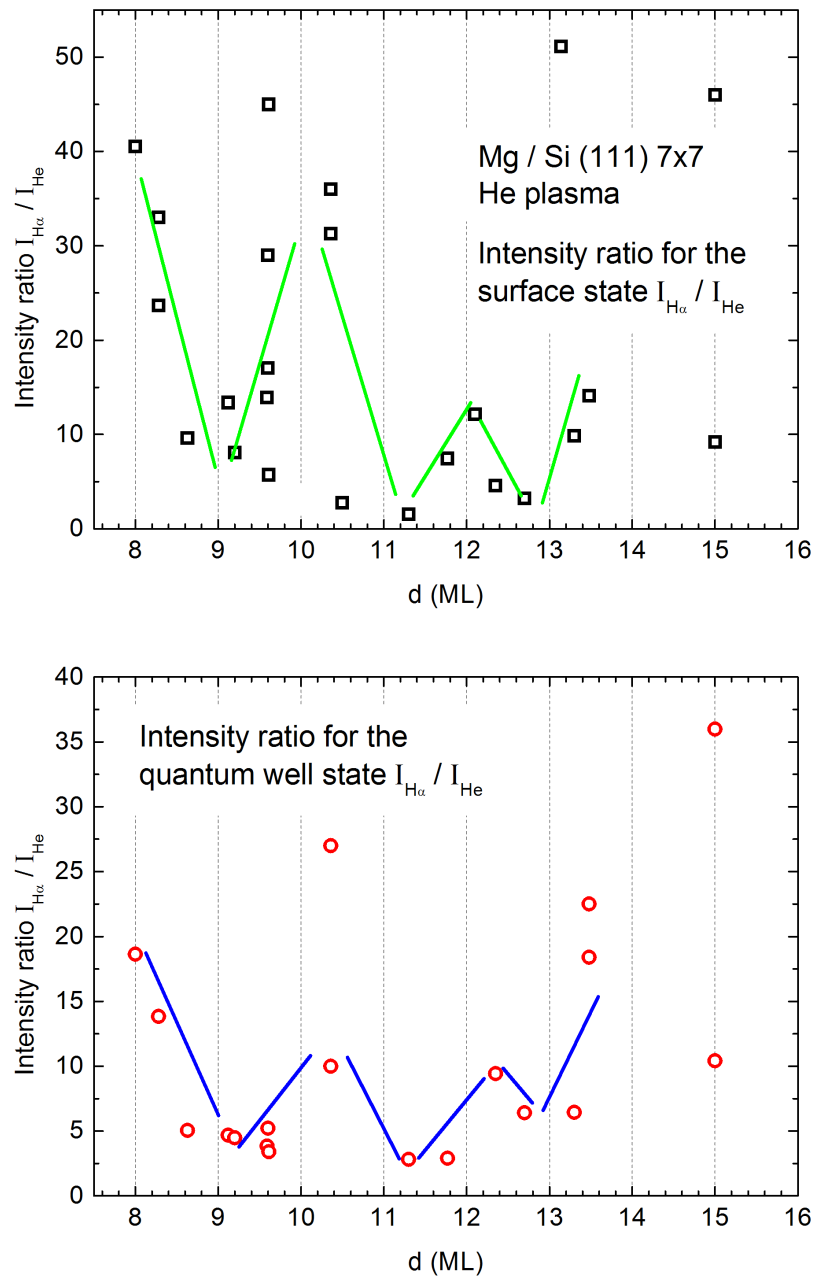 50
40
30
20
10
0
Intensity ratio I_Hα / I_He
Mg / Si (111) 7x7
He plasma
Intensity ratio for the
surface state I_Hα / I_He
8 9 10 11 12 13 14 15 16
d (ML)
40
35
30
25
20
15
10
5
0
Intensity ratio I_Hα / I_He
Intensity ratio for the
quantum well state I_Hα / I_He
8 9 10 11 12 13 14 15 16
d (ML)